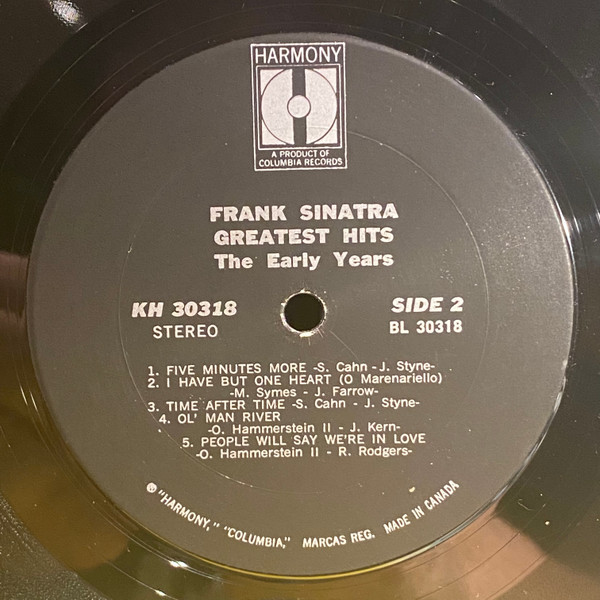 HARMONY
A PRODUCT OF
COLUMBIA RECORDS
FRANK SINATRA
GREATEST HITS
The Early Years
KH 30318
STEREO
SIDE 2
BL 30318
1. FIVE MINUTES MORE -S. Cahn - J. Styne-
2. I HAVE BUT ONE HEART (O Marenariello)
-M. Symes - J. Farrow-
3. TIME AFTER TIME -S. Cahn - J. Styne-
4. OL' MAN RIVER
-O. Hammerstein II - J. Kern-
5. PEOPLE WILL SAY WE'RE IN LOVE
-O. Hammerstein II - R. Rodgers-
℗ "HARMONY," "COLUMBIA," MARCAS REG. MADE IN CANADA